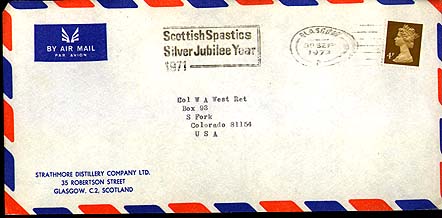 BY AIR MAIL
PAR AVION
Scottish Spastics
Silver Jubilee Year
1971
GLASGOW
Col W A West Ret
Box 93
S Fork
Colorado 81154
U S A
STRATHMORE DISTILLERY COMPANY LTD.
35 ROBERTSON STREET
GLASGOW, C.2, SCOTLAND